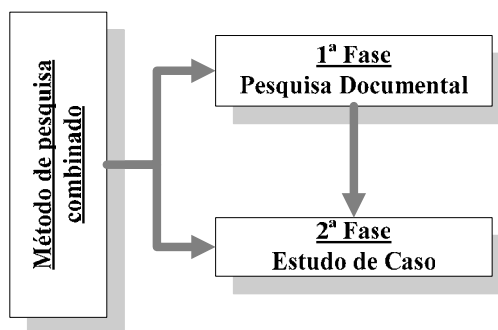 Método de pesquisa
combinado
1ª Fase
Pesquisa Documental
2ª Fase
Estudo de Caso